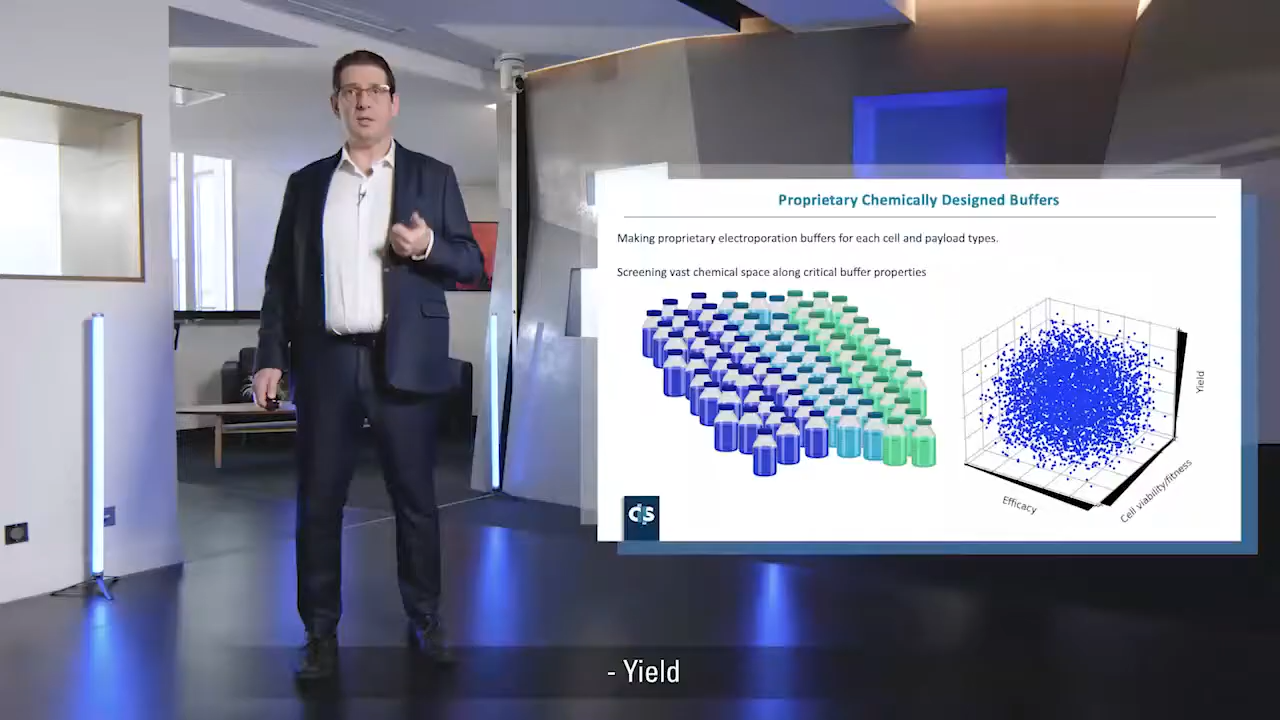 Proprietary Chemically Designed Buffers
Making proprietary electroporation buffers for each cell and payload types.
Screening vast chemical space along critical buffer properties
Yield
Efficacy
Cell viability/fitness
- Yield